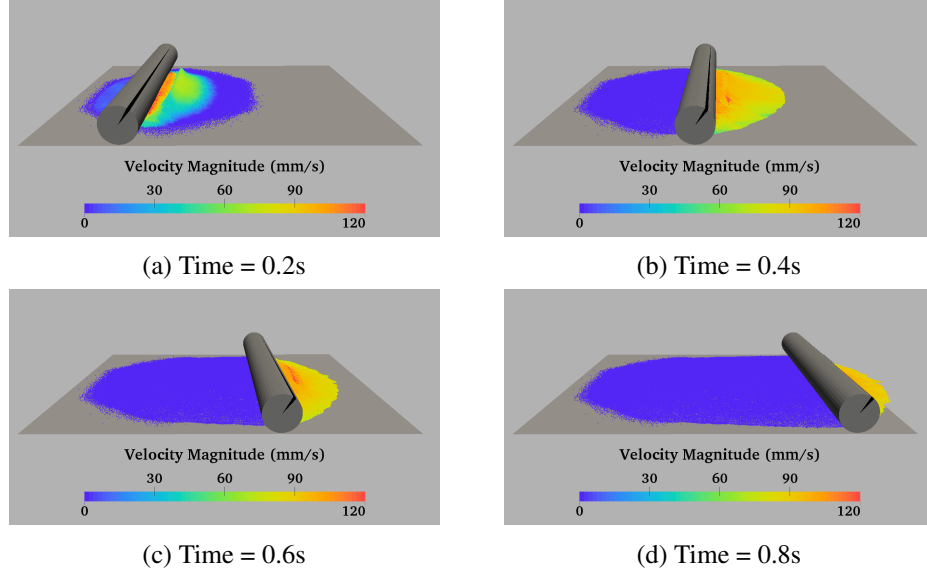 Velocity Magnitude (mm/s)
30 60 90
0 120
(a) Time = 0.2s
Velocity Magnitude (mm/s)
30 60 90
0 120
(b) Time = 0.4s
Velocity Magnitude (mm/s)
30 60 90
0 120
(c) Time = 0.6s
Velocity Magnitude (mm/s)
30 60 90
0 120
(d) Time = 0.8s